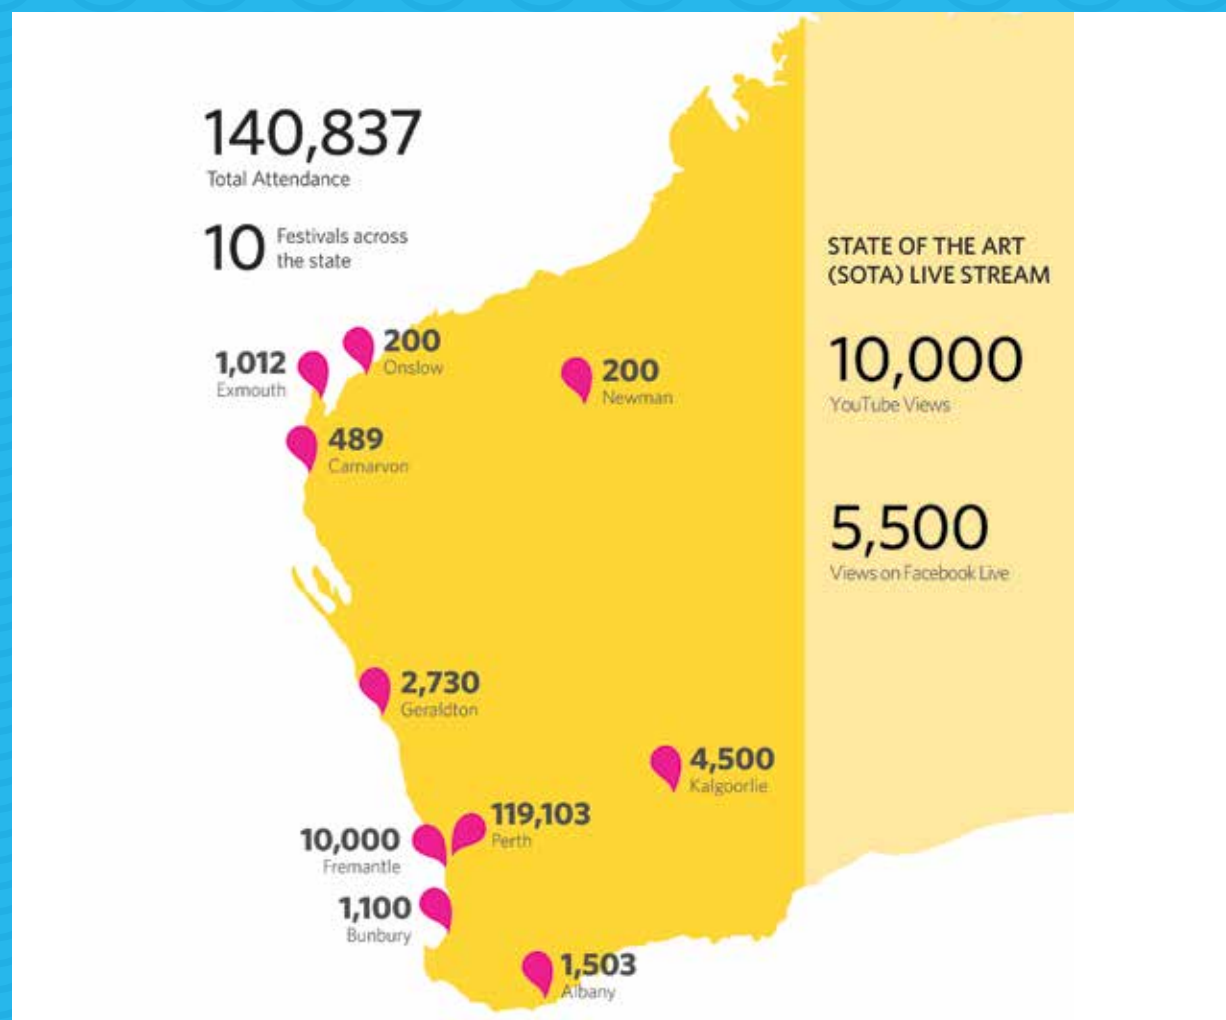 140,837
Total Attendance
10 Festivals across
the state
STATE OF THE ART
(SOTA) LIVE STREAM
10,000
YouTube Views
5,500
Views on Facebook Live
200
Onslow
1,012
Exmouth
200
Newman
489
Carnarvon
2,730
Geraldton
4,500
Kalgoorlie
119,103
Perth
10,000
Fremantle
1,100
Bunbury
1,503
Albany